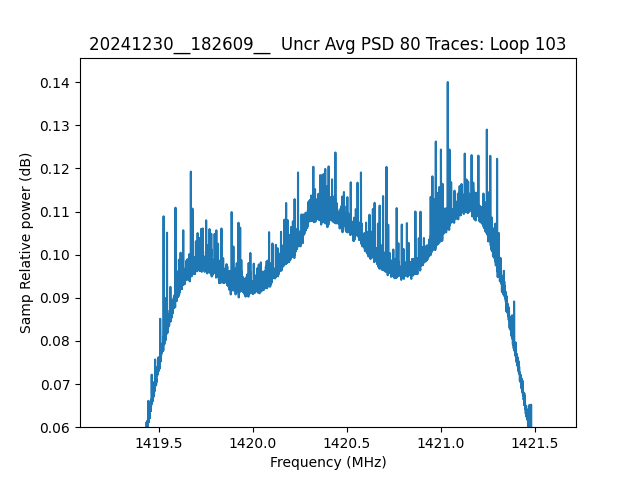 20241230__182609__  Uncr Avg PSD 80 Traces: Loop 103
0.14
0.13
0.12
0.11
0.10
0.09
0.08
0.07
0.06
Samp Relative power (dB)
1419.5 1420.0 1420.5 1421.0 1421.5
Frequency (MHz)